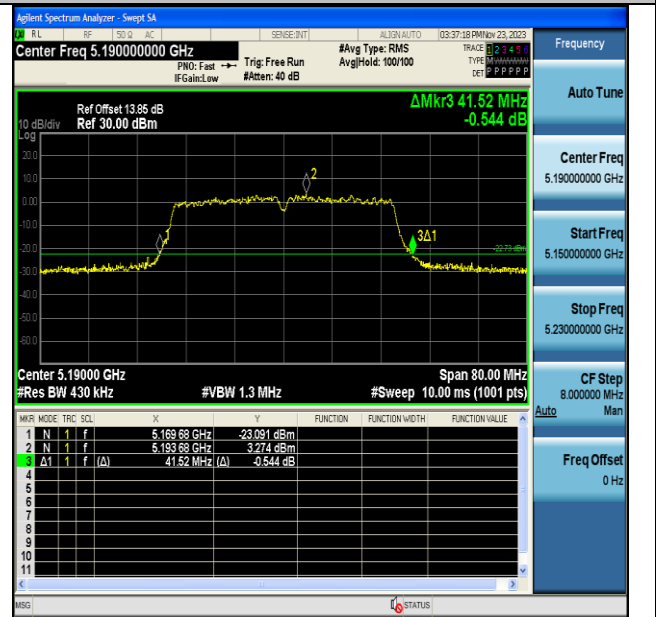 Agilent Spectrum Analyzer - Swept SA
RL RF 50 Ω AC SENSE:INT ALIGN AUTO 03:37:18 PM Nov 23, 2023
Center Freq 5.190000000 GHz
PNO: Fast
IFGain:Low
Trig: Free Run
#Atten: 40 dB
#Avg Type: RMS
Avg|Hold: 100/100
TRACE 1 2 3 4 5 6
TYPE M
DET P P P P P P
Frequency
Auto Tune
Center Freq
5.190000000 GHz
Start Freq
5.150000000 GHz
Stop Freq
5.230000000 GHz
CF Step
8.000000 MHz
Auto Man
Freq Offset
0 Hz
ΔMkr3 41.52 MHz
-0.544 dB
Ref Offset 13.85 dB
10 dB/div Ref 30.00 dBm
Log
20.0
10.0
0.00
-10.0
-20.0
-30.0
-40.0
-50.0
-60.0
1
2
3Δ1
-22.73 dBm
Center 5.19000 GHz Span 80.00 MHz
#Res BW 430 kHz #VBW 1.3 MHz #Sweep 10.00 ms (1001 pts)
MKR MODE TRC SCL X Y FUNCTION FUNCTION WIDTH FUNCTION VALUE
1 N 1 f 5.169 68 GHz -23.091 dBm
2 N 1 f 5.193 68 GHz 3.274 dBm
3 Δ1 1 f (Δ) 41.52 MHz (Δ) -0.544 dB
4
5
6
7
8
9
10
11
MSG STATUS